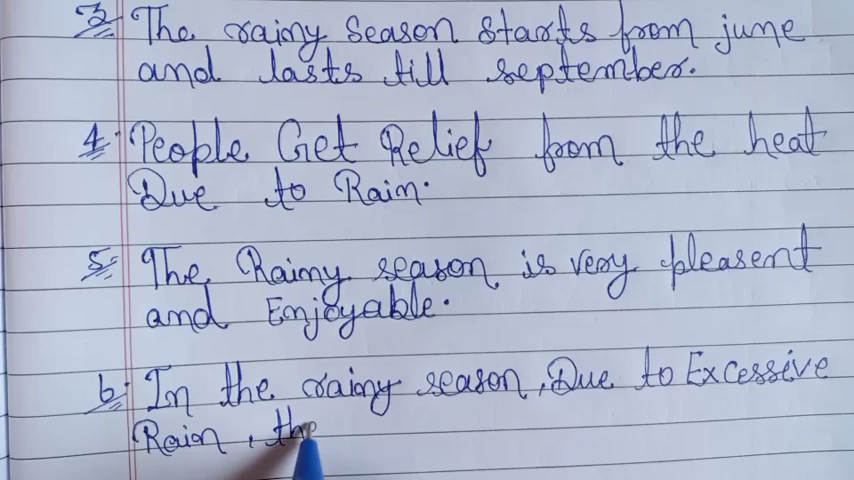 3. The rainy Season Starts from june
and lasts till september.
4. People Get Relief from the heat
Due to Rain.
5. The Rainy season is very pleasent
and Enjoyable.
6. In the rainy season, Due to Excessive
Rain, the